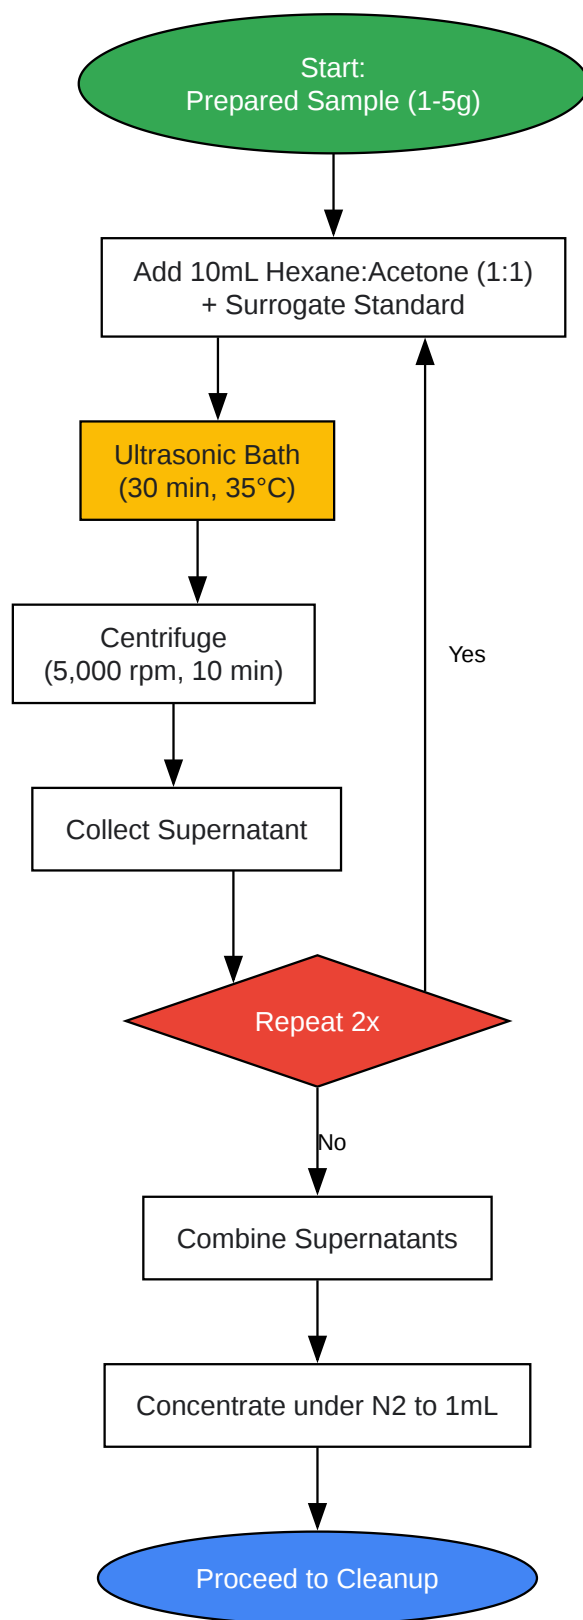 Start:
Prepared Sample (1-5g)
Add 10mL Hexane:Acetone (1:1)
+ Surrogate Standard
Ultrasonic Bath
(30 min, 35°C)
Centrifuge
(5,000 rpm, 10 min)
Yes
Collect Supernatant
Repeat 2x
No
Combine Supernatants
Concentrate under N2 to 1mL
Proceed to Cleanup